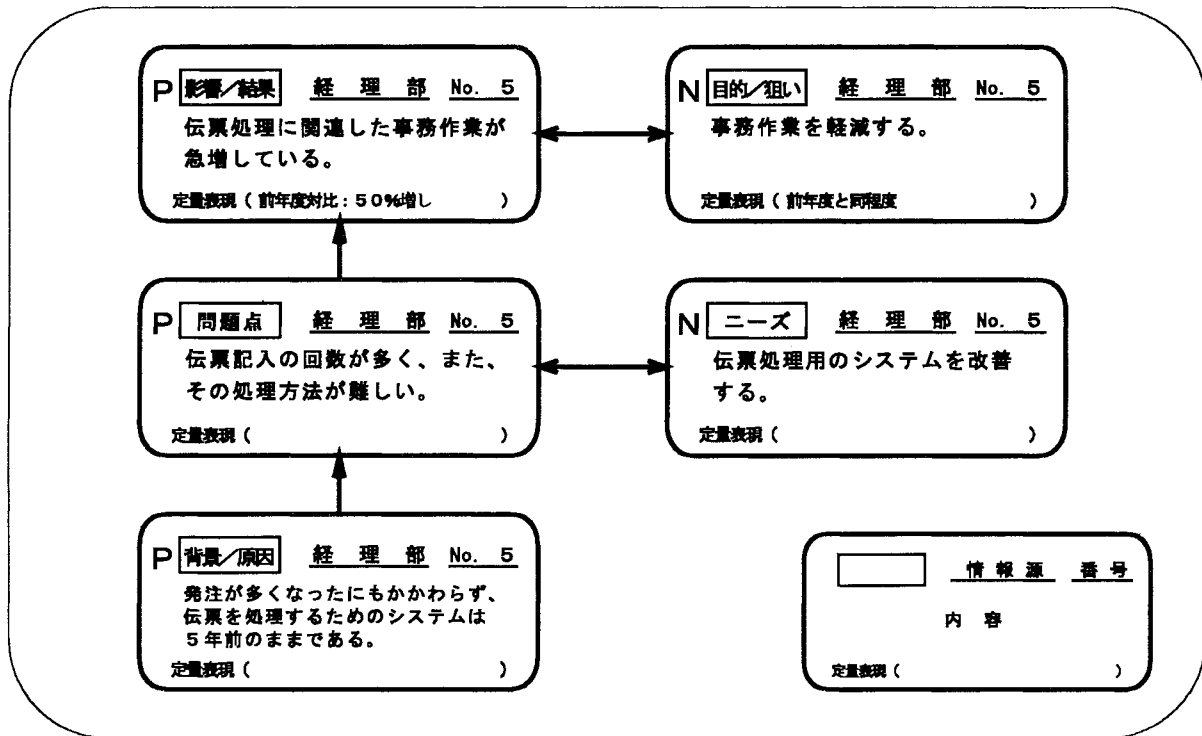 P 影響/結果 経理部 No. 5
伝票処理に関連した事務作業が
急増している。
定量表現（ 前年度対比：50%増し ）
N 目的/狙い 経理部 No. 5
事務作業を軽減する。
定量表現（ 前年度と同程度 ）
P 問題点 経理部 No. 5
伝票記入の回数が多く、また、
その処理方法が難しい。
定量表現（ ）
N ニーズ 経理部 No. 5
伝票処理用のシステムを改善
する。
定量表現（ ）
P 背景/原因 経理部 No. 5
発注が多くなったにもかかわらず、
伝票を処理するためのシステムは
5年前のままである。
定量表現（ ）
情報源 番号
内容
定量表現（ ）